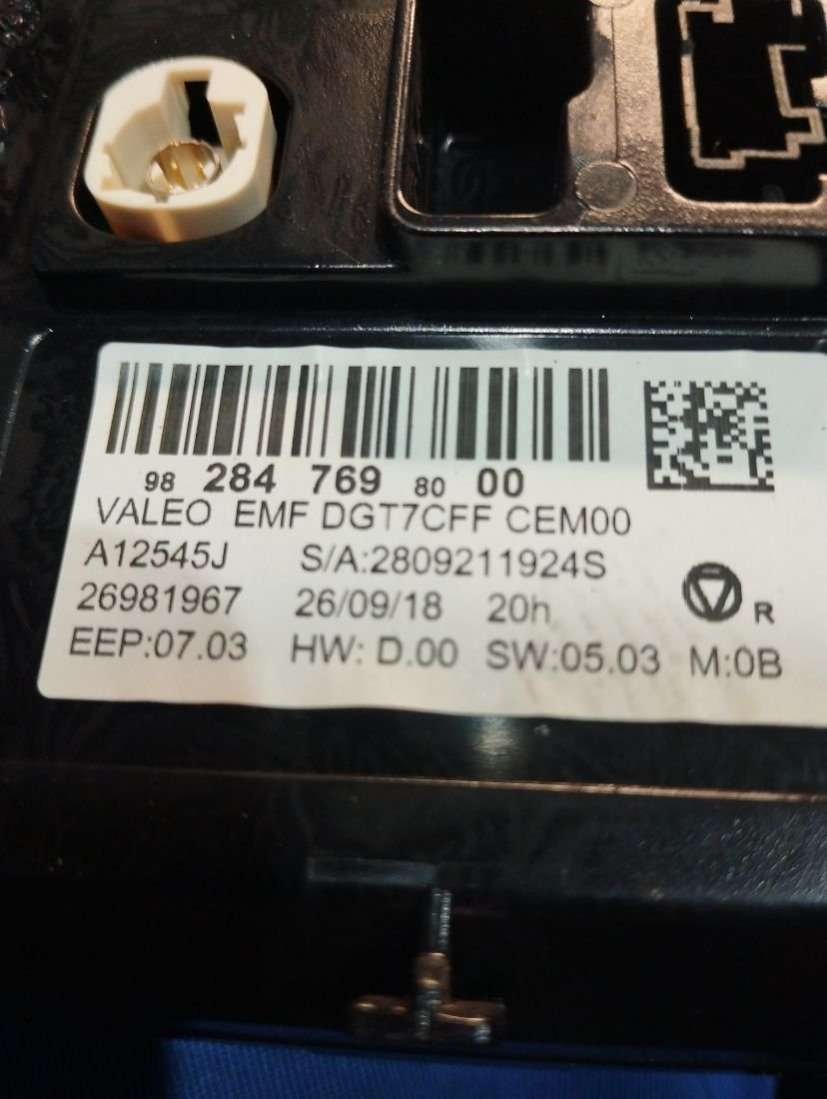 98 284 769 80 00
VALEO EMF DGT7CFF CEM00
A12545J S/A:2809211924S
26981967 26/09/18 20h R
EEP:07.03 HW: D.00 SW:05.03 M:0B